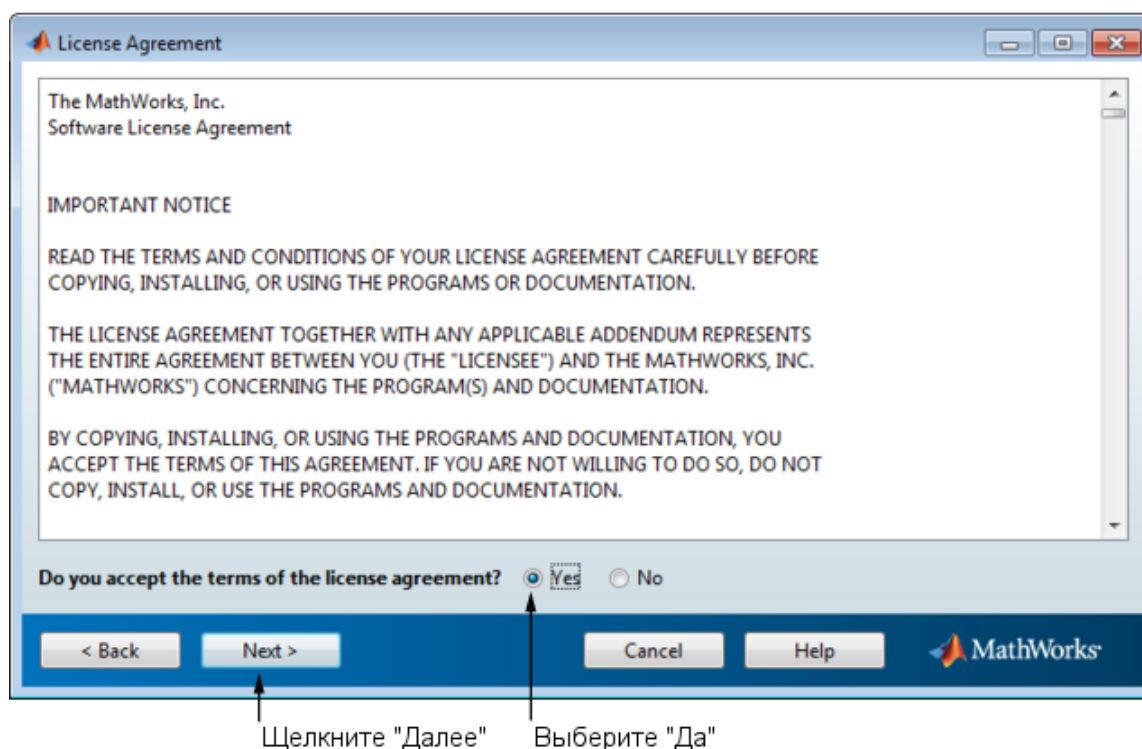 License Agreement
The MathWorks, Inc.
Software License Agreement
IMPORTANT NOTICE
READ THE TERMS AND CONDITIONS OF YOUR LICENSE AGREEMENT CAREFULLY BEFORE
COPYING, INSTALLING, OR USING THE PROGRAMS OR DOCUMENTATION.
THE LICENSE AGREEMENT TOGETHER WITH ANY APPLICABLE ADDENDUM REPRESENTS
THE ENTIRE AGREEMENT BETWEEN YOU (THE "LICENSEE") AND THE MATHWORKS, INC.
("MATHWORKS") CONCERNING THE PROGRAM(S) AND DOCUMENTATION.
BY COPYING, INSTALLING, OR USING THE PROGRAMS AND DOCUMENTATION, YOU
ACCEPT THE TERMS OF THIS AGREEMENT. IF YOU ARE NOT WILLING TO DO SO, DO NOT
COPY, INSTALL, OR USE THE PROGRAMS AND DOCUMENTATION.
Do you accept the terms of the license agreement? Yes No
< Back Next > Cancel Help MathWorks
Щелкните "Далее" Выберите "Да"